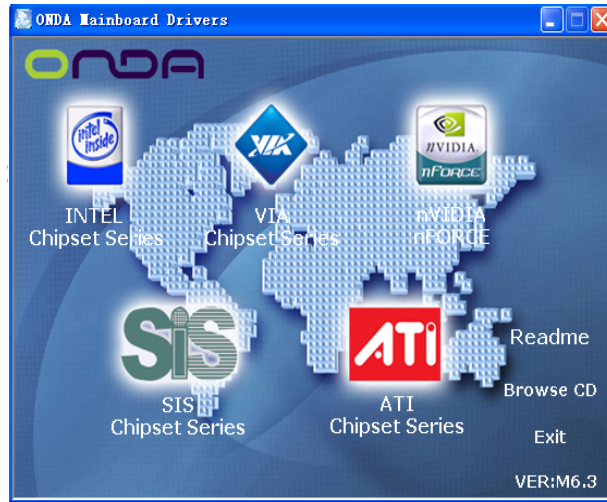 ONDA Mainboard Drivers
ONDA
intel
inside
VIA
nVIDIA.
nFORCE
INTEL
Chipset Series
VIA
Chipset Series
nVIDIA
nFORCE
SiS
ATI
SIS
Chipset Series
ATI
Chipset Series
Readme
Browse CD
Exit
VER:M6.3